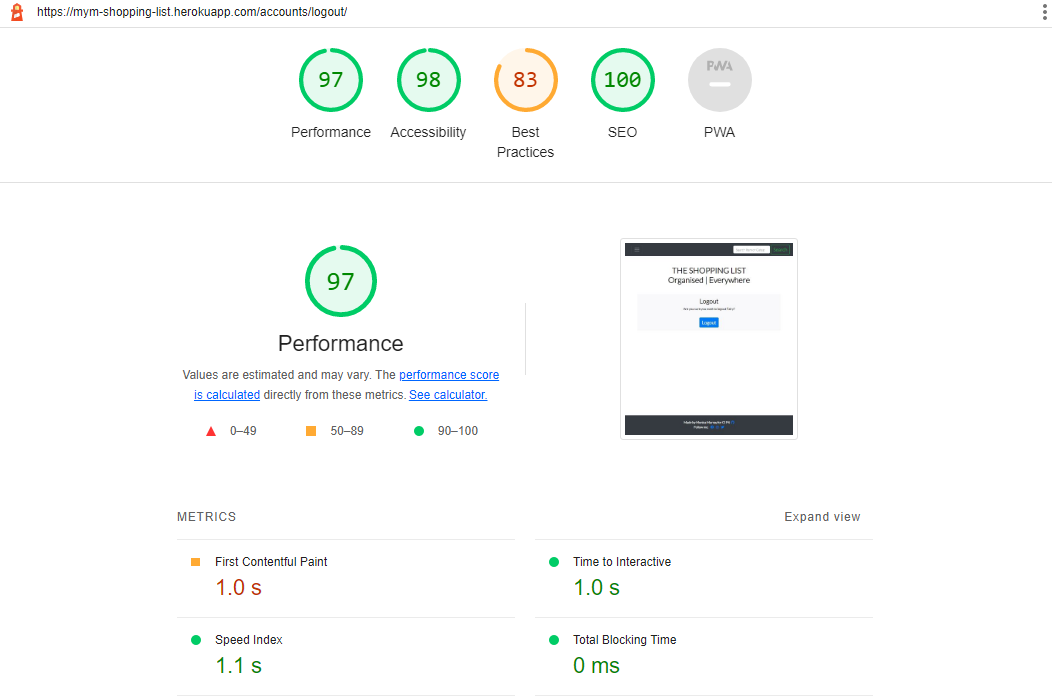 https://mym-shopping-list.herokuapp.com/accounts/logout/
97
98
83
100
PWA
Performance
Accessibility
Best
Practices
SEO
PWA
97
Performance
Values are estimated and may vary. The performance score
is calculated directly from these metrics. See calculator.
0–49
50–89
90–100
THE SHOPPING LIST
Organised | Everywhere
Logout
Logout
METRICS
Expand view
First Contentful Paint
1.0 s
Time to Interactive
1.0 s
Speed Index
1.1 s
Total Blocking Time
0 ms